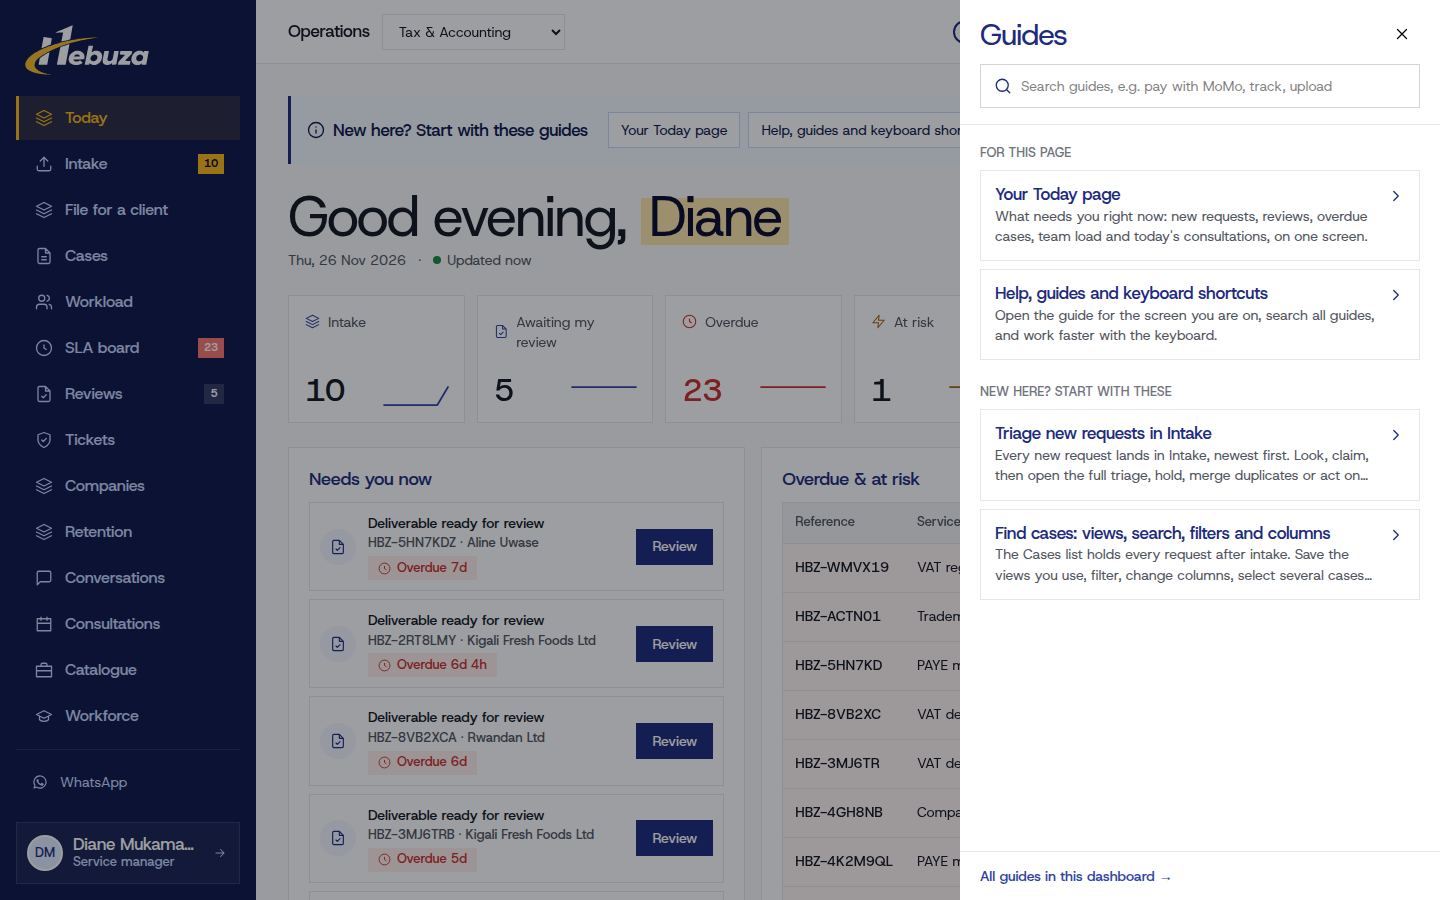 Hebuza
Today
Intake
10
File for a client
Cases
Workload
SLA board
23
Reviews
5
Tickets
Companies
Retention
Conversations
Consultations
Catalogue
Workforce
WhatsApp
DM
Diane Mukama...
Service manager
Operations
Tax & Accounting
New here? Start with these guides
Your Today page
Help, guides and keyboard shor
Good evening, Diane
Thu, 26 Nov 2026 · Updated now
Intake
10
Awaiting my
review
5
Overdue
23
At risk
1
Needs you now
Deliverable ready for review
HBZ-5HN7KDZ · Aline Uwase
Overdue 7d
Review
Deliverable ready for review
HBZ-2RT8LMY · Kigali Fresh Foods Ltd
Overdue 6d 4h
Review
Deliverable ready for review
HBZ-8VB2XCA · Rwandan Ltd
Overdue 6d
Review
Deliverable ready for review
HBZ-3MJ6TRB · Kigali Fresh Foods Ltd
Overdue 5d
Review
Overdue & at risk
Reference Service
HBZ-WMVX19 VAT reg
HBZ-ACTN01 Tradem
HBZ-5HN7KD PAYE m
HBZ-8VB2XC VAT de
HBZ-3MJ6TR VAT de
HBZ-4GH8NB Compa
HBZ-4K2M9QL PAYE m
Guides
Search guides, e.g. pay with MoMo, track, upload
FOR THIS PAGE
Your Today page
What needs you right now: new requests, reviews, overdue
cases, team load and today's consultations, on one screen.
Help, guides and keyboard shortcuts
Open the guide for the screen you are on, search all guides,
and work faster with the keyboard.
NEW HERE? START WITH THESE
Triage new requests in Intake
Every new request lands in Intake, newest first. Look, claim,
then open the full triage, hold, merge duplicates or act on...
Find cases: views, search, filters and columns
The Cases list holds every request after intake. Save the
views you use, filter, change columns, select several cases...
All guides in this dashboard →